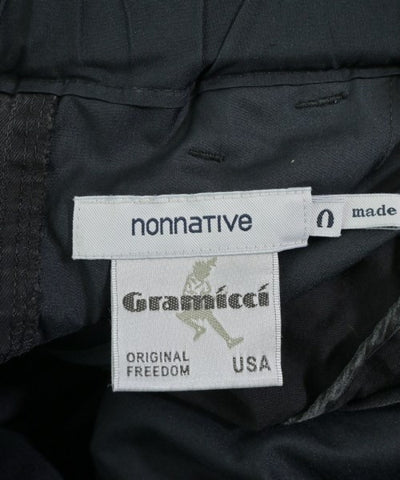 nonnative
0 made
Gramicci
ORIGINAL
FREEDOM
USA